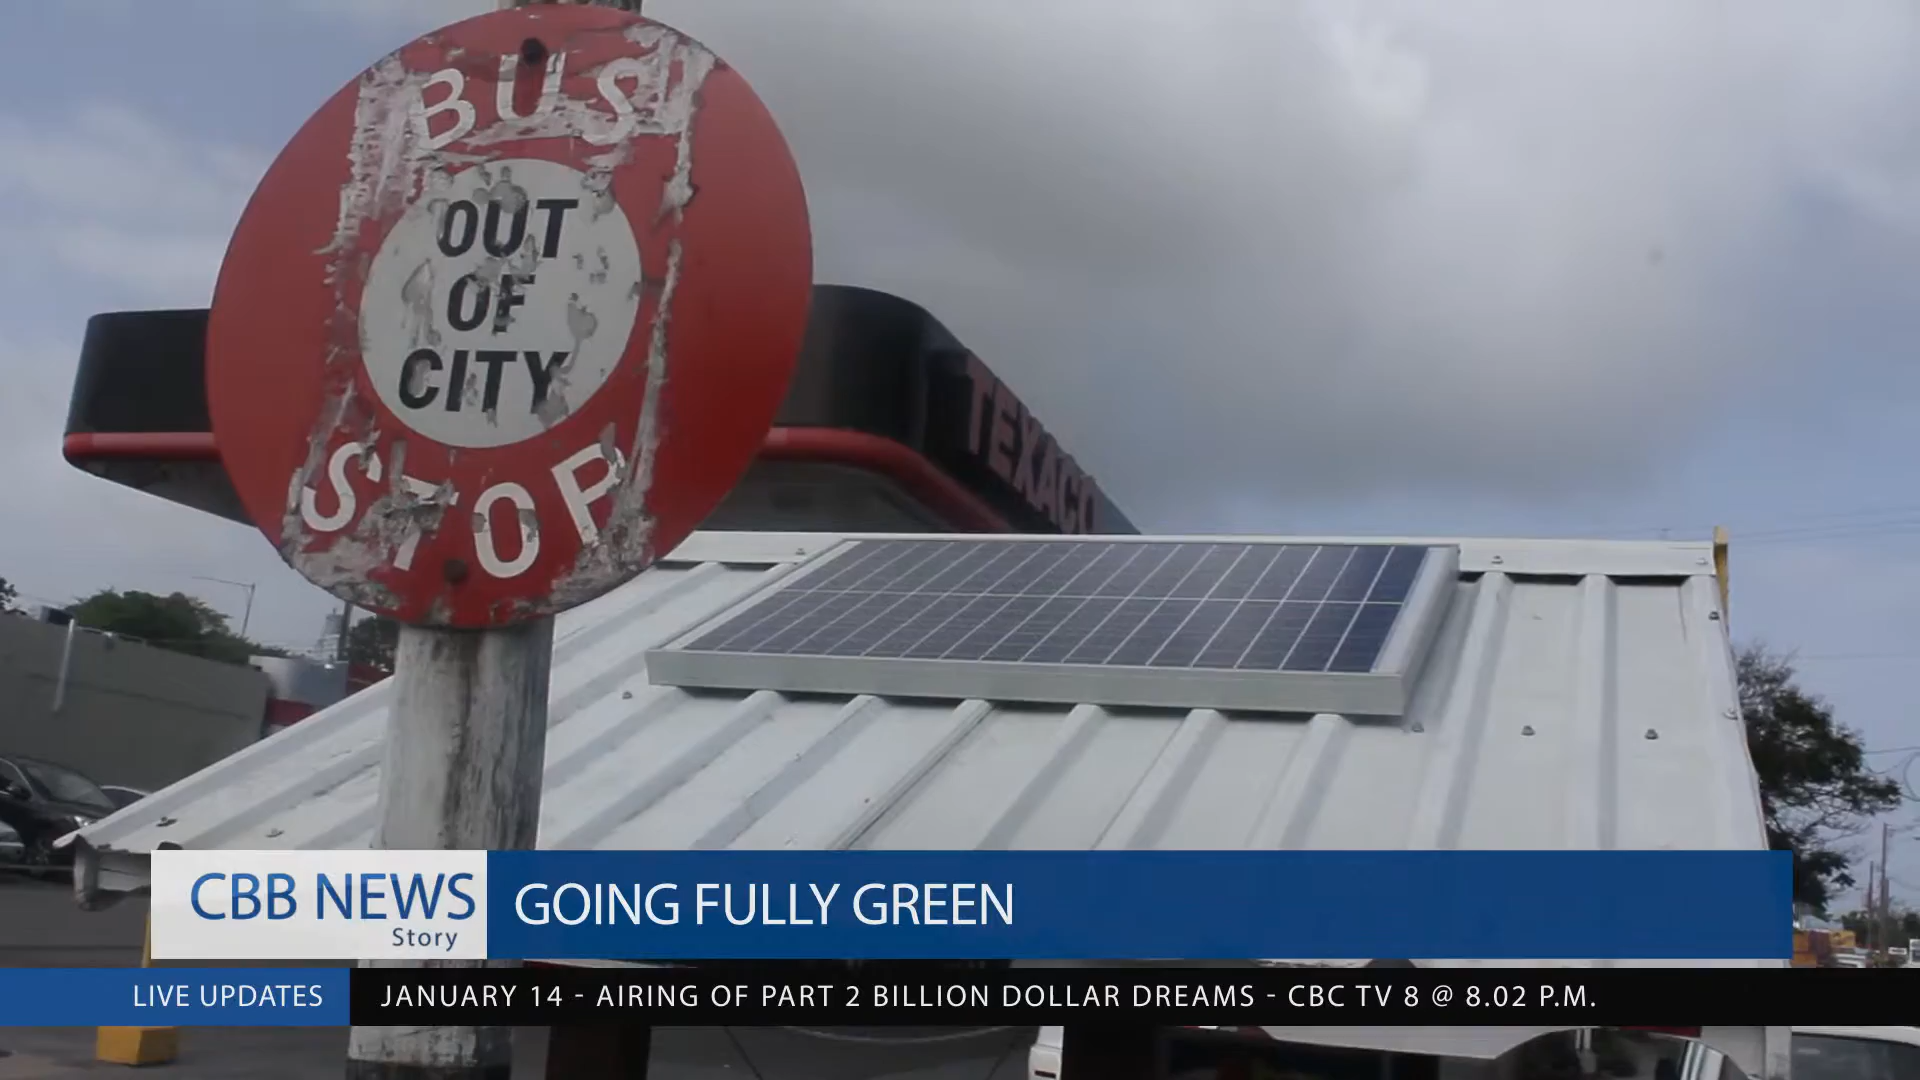 BUS
OUT
OF
CITY
STOP
TEXACO
CBB NEWS
Story
GOING FULLY GREEN
LIVE UPDATES
JANUARY 14 - AIRING OF PART 2 BILLION DOLLAR DREAMS - CBC TV 8 @ 8.02 P.M.